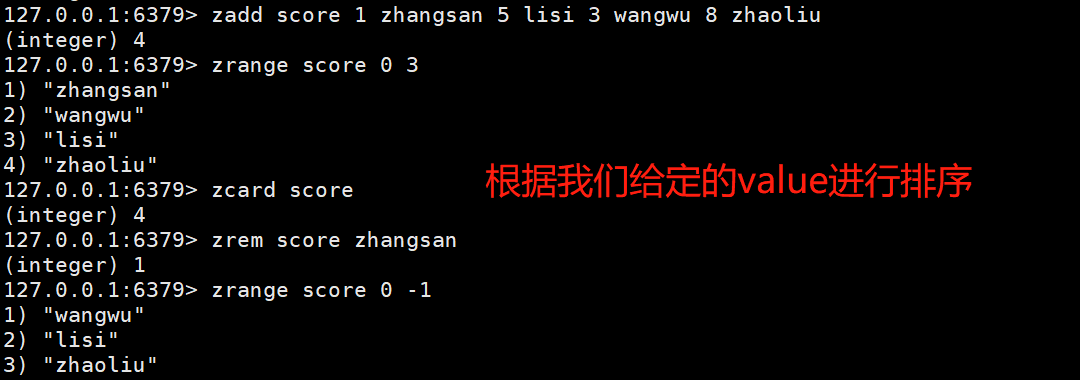 127.0.0.1:6379> zadd score 1 zhangsan 5 lisi 3 wangwu 8 zhaoliu
(integer) 4
127.0.0.1:6379> zrange score 0 3
1) "zhangsan"
2) "wangwu"
3) "lisi"
4) "zhaoliu"
根据我们给定的value进行排序
127.0.0.1:6379> zcard score
(integer) 4
127.0.0.1:6379> zrem score zhangsan
(integer) 1
127.0.0.1:6379> zrange score 0 -1
1) "wangwu"
2) "lisi"
3) "zhaoliu"